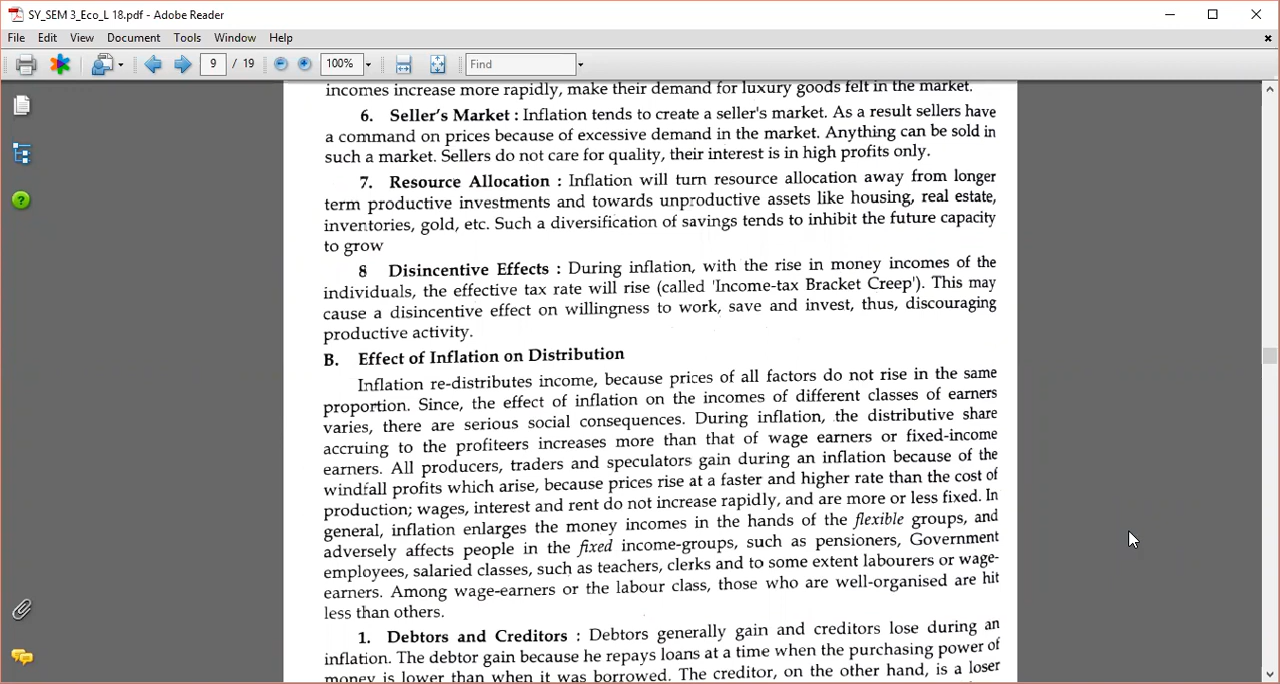 SY_SEM 3_Eco_L 18.pdf - Adobe Reader
File Edit View Document Tools Window Help
9 / 19 100% Find
incomes increase more rapidly, make their demand for luxury goods felt in the market.
6. Seller's Market : Inflation tends to create a seller's market. As a result sellers have
a command on prices because of excessive demand in the market. Anything can be sold in
such a market. Sellers do not care for quality, their interest is in high profits only.
7. Resource Allocation : Inflation will turn resource allocation away from longer
term productive investments and towards unproductive assets like housing, real estate,
inventories, gold, etc. Such a diversification of savings tends to inhibit the future capacity
to grow
8 Disincentive Effects : During inflation, with the rise in money incomes of the
individuals, the effective tax rate will rise (called 'Income-tax Bracket Creep'). This may
cause a disincentive effect on willingness to work, save and invest, thus, discouraging
productive activity.
B. Effect of Inflation on Distribution
Inflation re-distributes income, because prices of all factors do not rise in the same
proportion. Since, the effect of inflation on the incomes of different classes of earners
varies, there are serious social consequences. During inflation, the distributive share
accruing to the profiteers increases more than that of wage earners or fixed-income
earners. All producers, traders and speculators gain during an inflation because of the
windfall profits which arise, because prices rise at a faster and higher rate than the cost of
production; wages, interest and rent do not increase rapidly, and are more or less fixed. In
general, inflation enlarges the money incomes in the hands of the flexible groups, and
adversely affects people in the fixed income-groups, such as pensioners, Government
employees, salaried classes, such as teachers, clerks and to some extent labourers or wage-
earners. Among wage-earners or the labour class, those who are well-organised are hit
less than others.
1. Debtors and Creditors : Debtors generally gain and creditors lose during an
inflation. The debtor gain because he repays loans at a time when the purchasing power of
money is lower than when it was borrowed. The creditor, on the other hand, is a loser